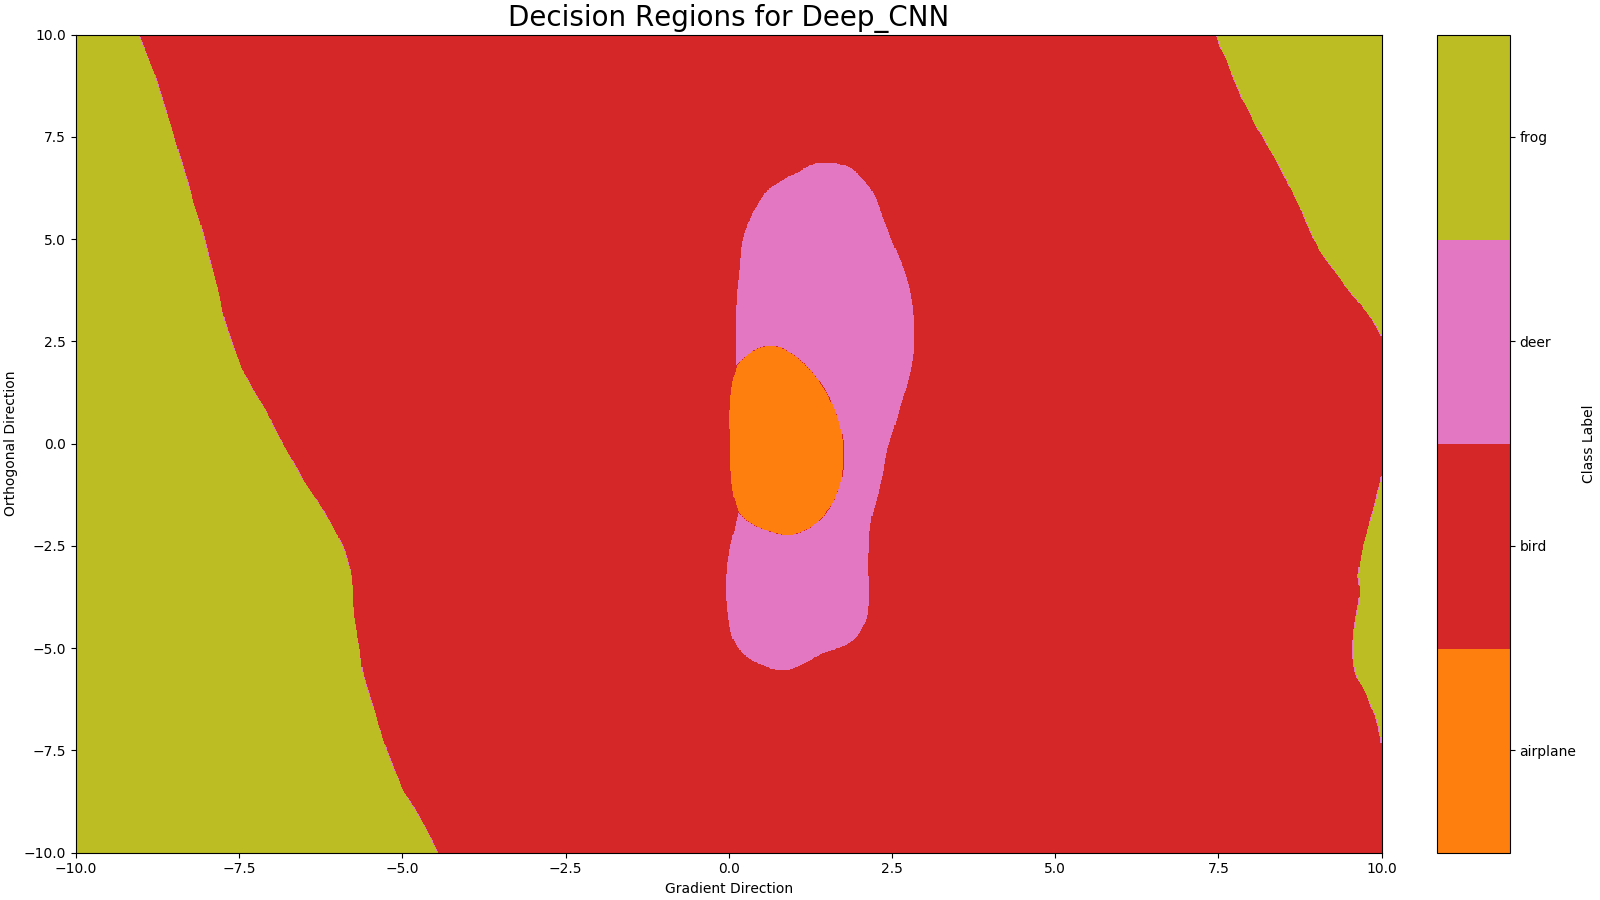 Decision Regions for Deep_CNN
10.0
7.5
5.0
2.5
0.0
−2.5
−5.0
−7.5
−10.0
Orthogonal Direction
−10.0 −7.5 −5.0 −2.5 0.0 2.5 5.0 7.5 10.0
Gradient Direction
frog
deer
bird
airplane
Class Label